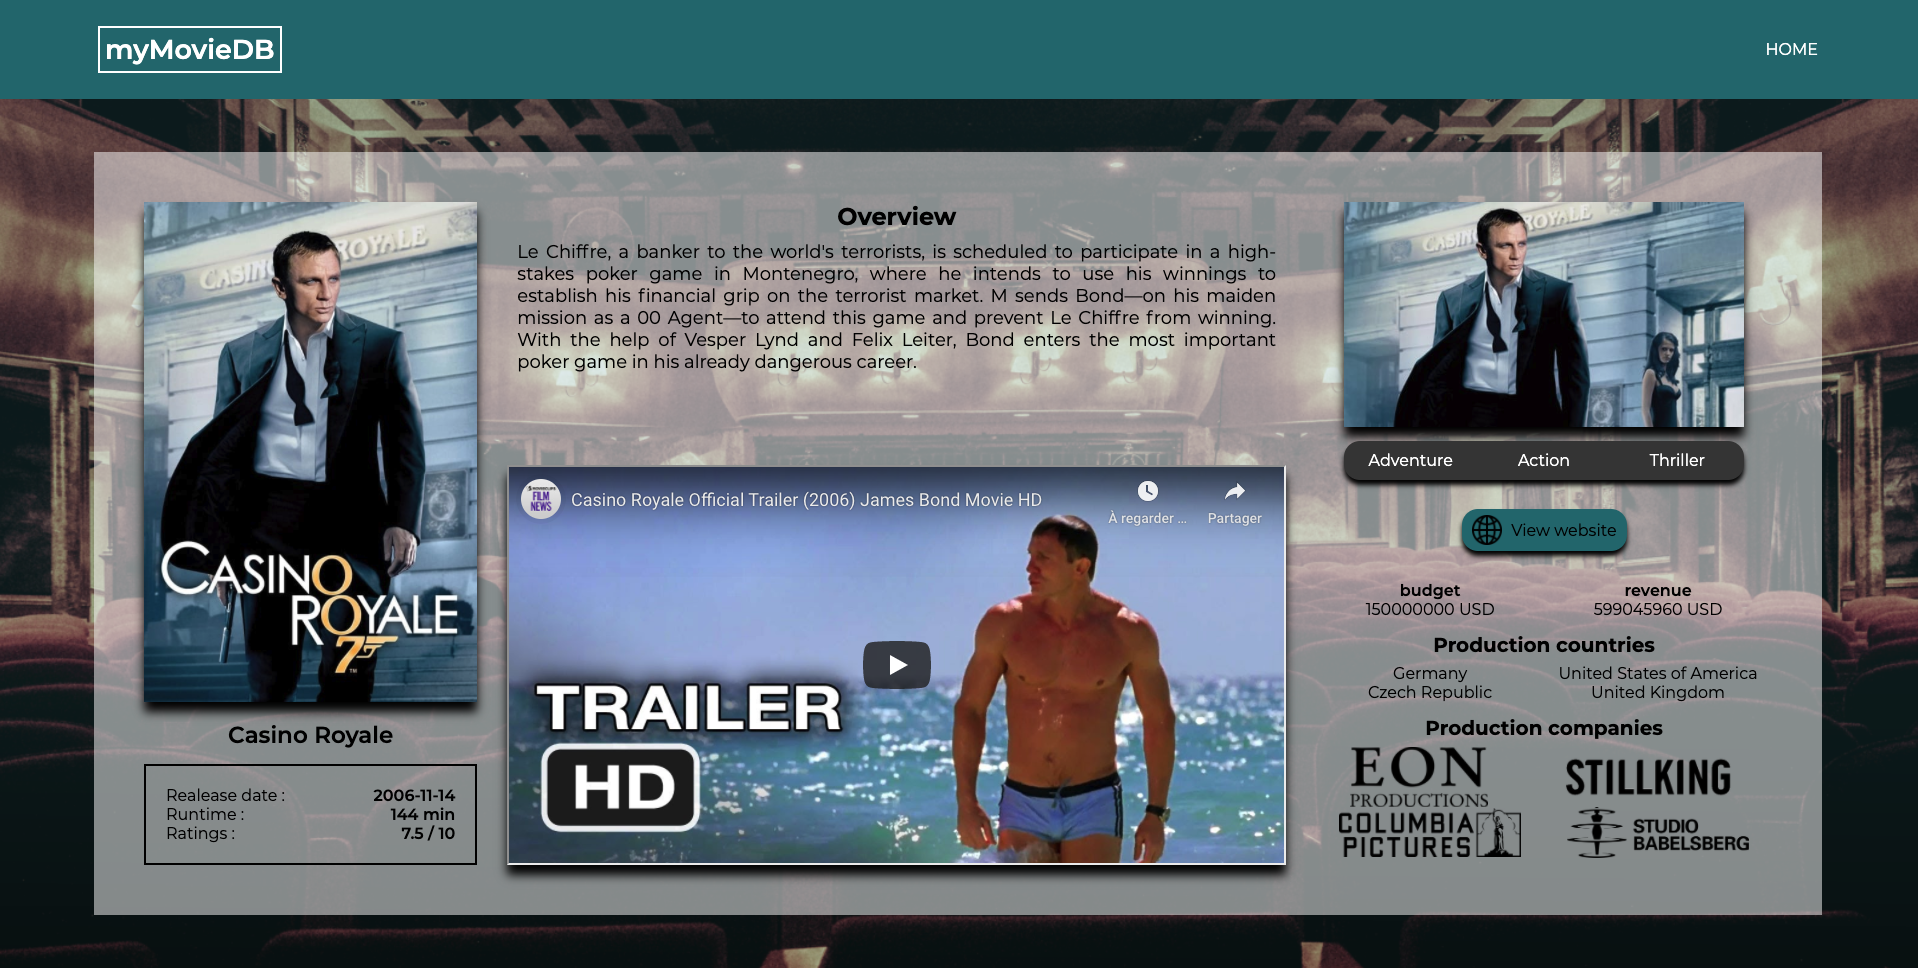 myMovieDB
HOME
CASINO ROYALE
CASINO
ROYALE
007
™
Casino Royale
Realease date : 2006-11-14
Runtime : 144 min
Ratings : 7.5 / 10
Overview
Le Chiffre, a banker to the world's terrorists, is scheduled to participate in a high-
stakes poker game in Montenegro, where he intends to use his winnings to
establish his financial grip on the terrorist market. M sends Bond—on his maiden
mission as a 00 Agent—to attend this game and prevent Le Chiffre from winning.
With the help of Vesper Lynd and Felix Leiter, Bond enters the most important
poker game in his already dangerous career.
FILM
NEWS
Casino Royale Official Trailer (2006) James Bond Movie HD
À regarder ...
Partager
TRAILER
HD
CASINO ROYALE
Adventure Action Thriller
View website
budget revenue
150000000 USD 599045960 USD
Production countries
Germany United States of America
Czech Republic United Kingdom
Production companies
EON
PRODUCTIONS
STILLKING
COLUMBIA
PICTURES
STUDIO
BABELSBERG